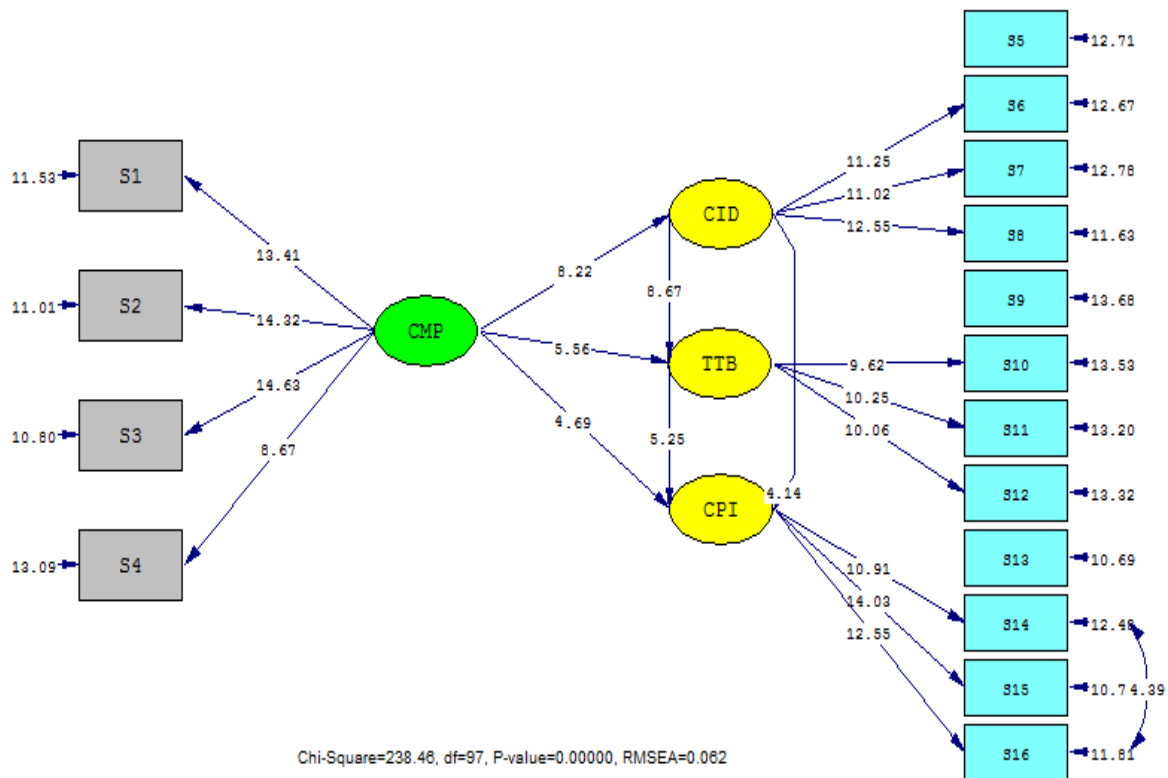 S5 12.71
S6 12.67
11.25
11.53 S1 S7 12.78
11.02
CID
12.55 S8 11.63
13.41
8.22
S9 13.68
8.67
11.01 S2
14.32 CMP
5.56 TTB 9.62 S10 13.53
14.63 10.25
4.69 S11 13.20
10.80 S3 5.25 10.06
8.67
4.14 S12 13.32
CPI
S13 10.69
13.09 S4 10.91
14.03 S14 12.48
12.55
S15 10.7 4.39
Chi-Square=238.46, df=97, P-value=0.00000, RMSEA=0.062 S16 11.81